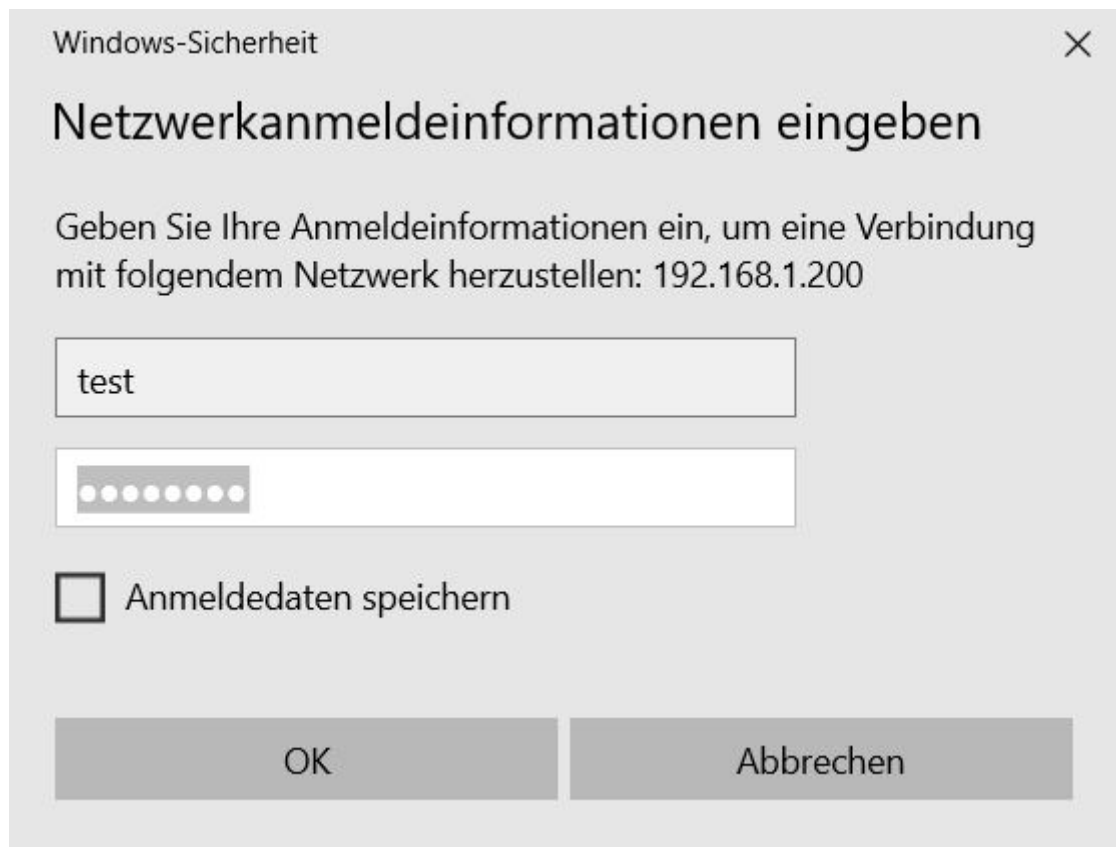 Windows-Sicherheit
Netzwerkanmeldeinformationen eingeben
Geben Sie Ihre Anmeldeinformationen ein, um eine Verbindung
mit folgendem Netzwerk herzustellen: 192.168.1.200
test
●●●●●●●●
Anmeldedaten speichern
OK Abbrechen